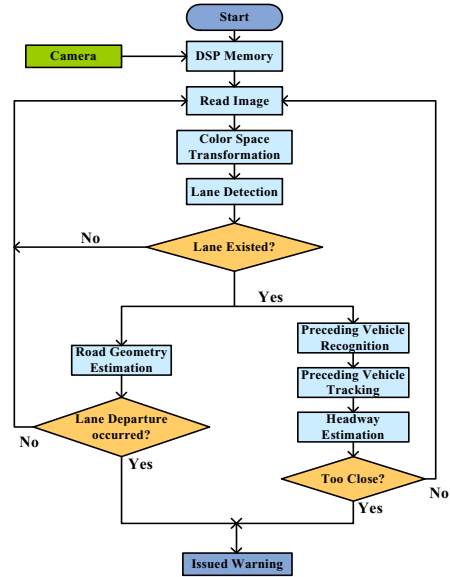 Start
Camera
DSP Memory
Read Image
Color Space
Transformation
Lane Detection
No
Lane Existed?
Yes
Road Geometry
Estimation
Preceding Vehicle
Recognition
Preceding Vehicle
Tracking
Lane Departure
occurred?
No
Yes
Headway
Estimation
Too Close?
No
Yes
Issued Warning